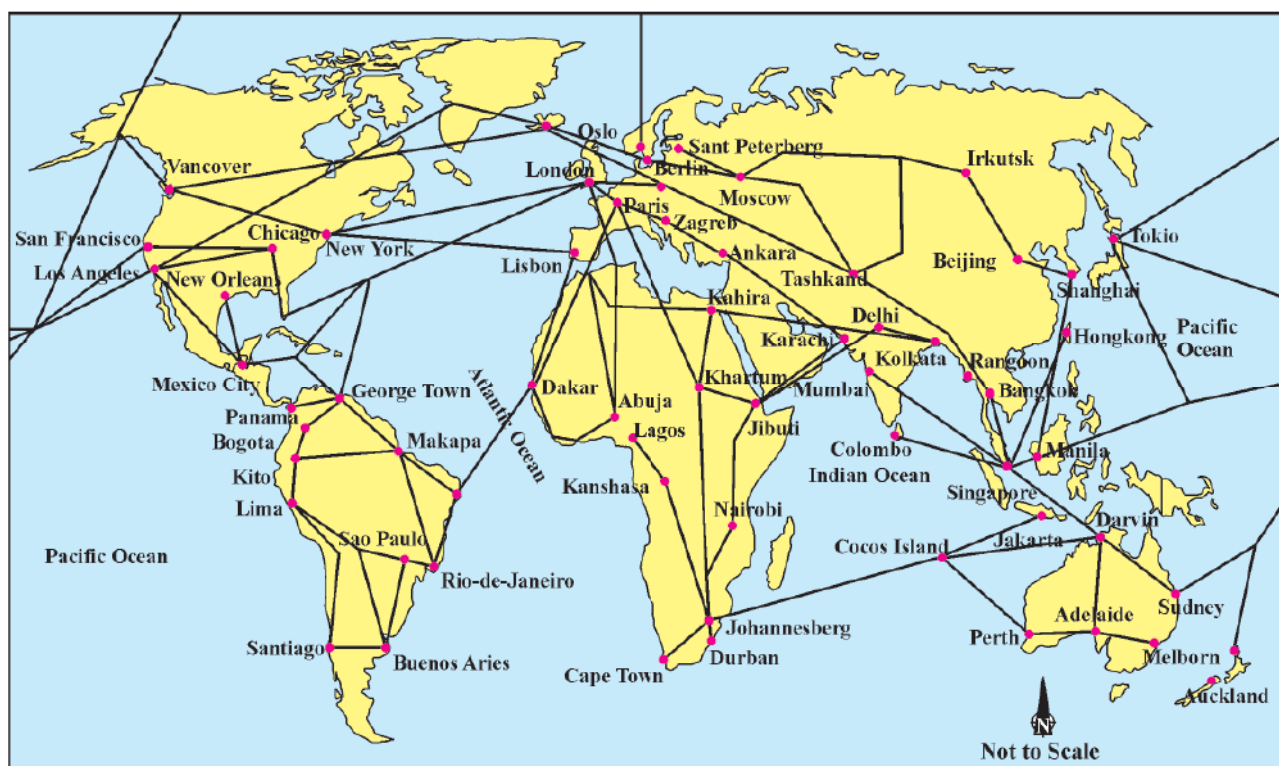 Oslo
Sant Peterberg
Irkutsk
Vancover
London
Berlin
Moscow
Paris
Zagreb
Chicago
San Francisco
New York
Tokio
Los Angeles
New Orleans
Lisbon
Ankara
Beijing
Tashkand
Shanghai
Kahira
Delhi
Pacific
Ocean
Karachi
Hongkong
Kolkata
Rangoon
Mexico City
George Town
Dakar
Atlantic Ocean
Khartum
Mumbai
Bangkok
Panama
Abuja
Jibuti
Bogota
Makapa
Lagos
Colombo
Manila
Kito
Indian Ocean
Kanshasa
Singapore
Lima
Nairobi
Darvin
Sao Paulo
Jakarta
Cocos Island
Pacific Ocean
Rio-de-Janeiro
Sudney
Adelaide
Johannesberg
Perth
Santiago
Buenos Aries
Durban
Melborn
Cape Town
Auckland
N
Not to Scale